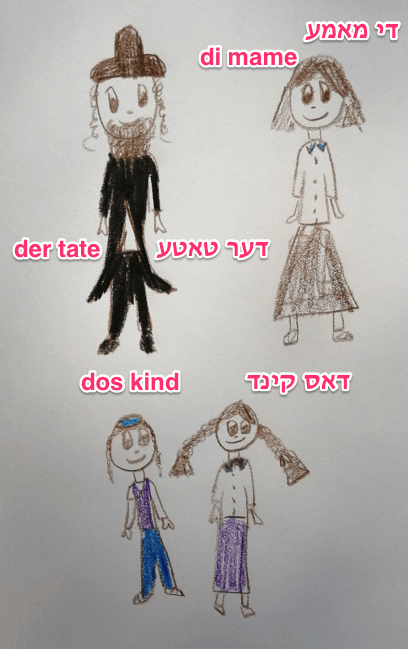 די מאמע
di mame
der tate
דער טאטע
dos kind
דאס קינד